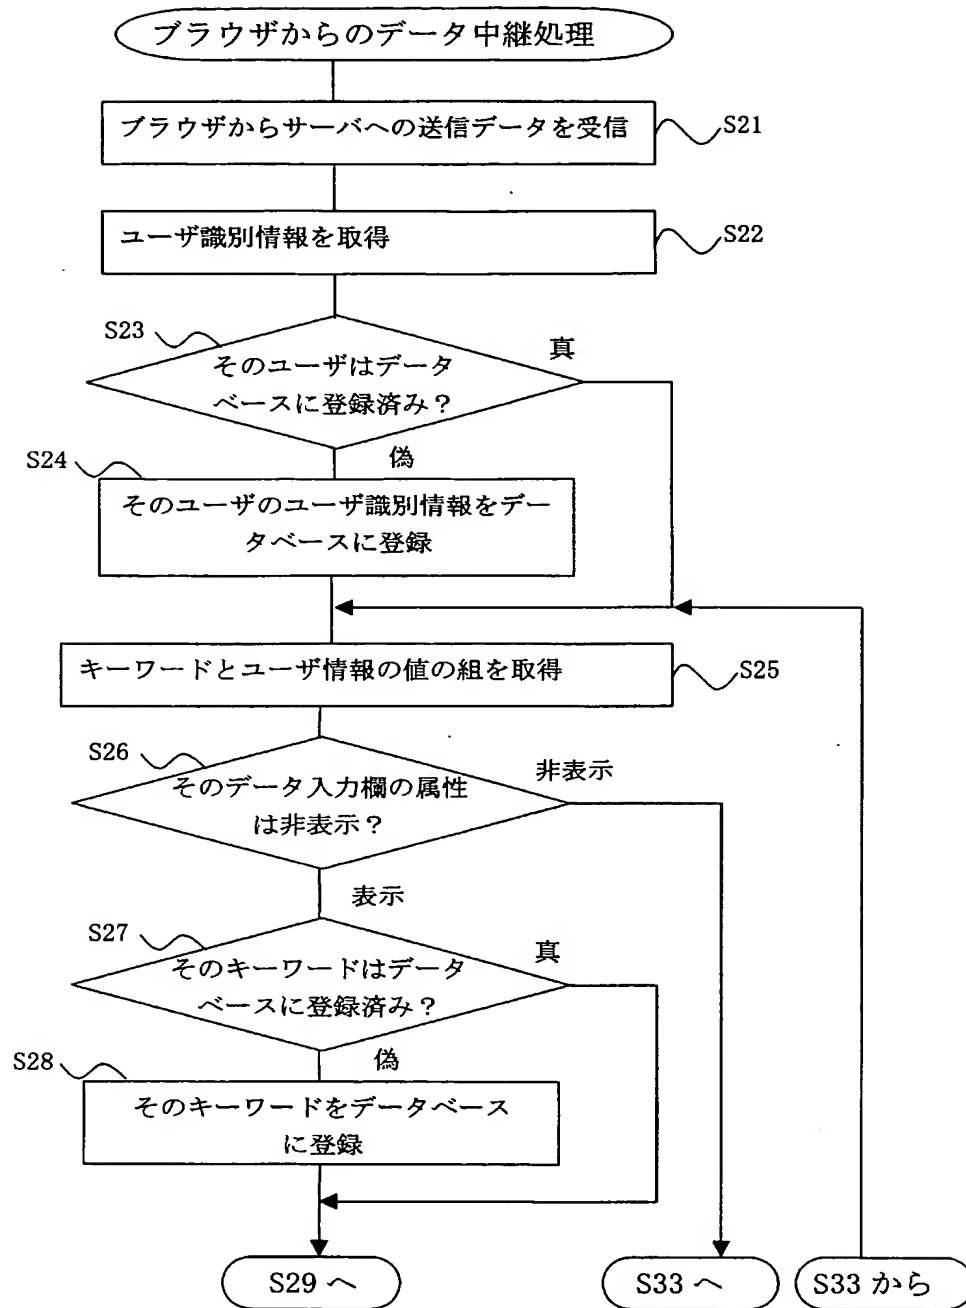 ブラウザからのデータ中継処理
ブラウザからサーバへの送信データを受信
S21
ユーザ識別情報を取得
S22
S23
そのユーザはデータ
ベースに登録済み？
真
偽
S24
そのユーザのユーザ識別情報をデー
タベースに登録
キーワードとユーザ情報の値の組を取得
S25
S26
そのデータ入力欄の属性
は非表示？
非表示
表示
S27
そのキーワードはデータ
ベースに登録済み？
真
偽
S28
そのキーワードをデータベース
に登録
S29 へ
S33 へ
S33 から